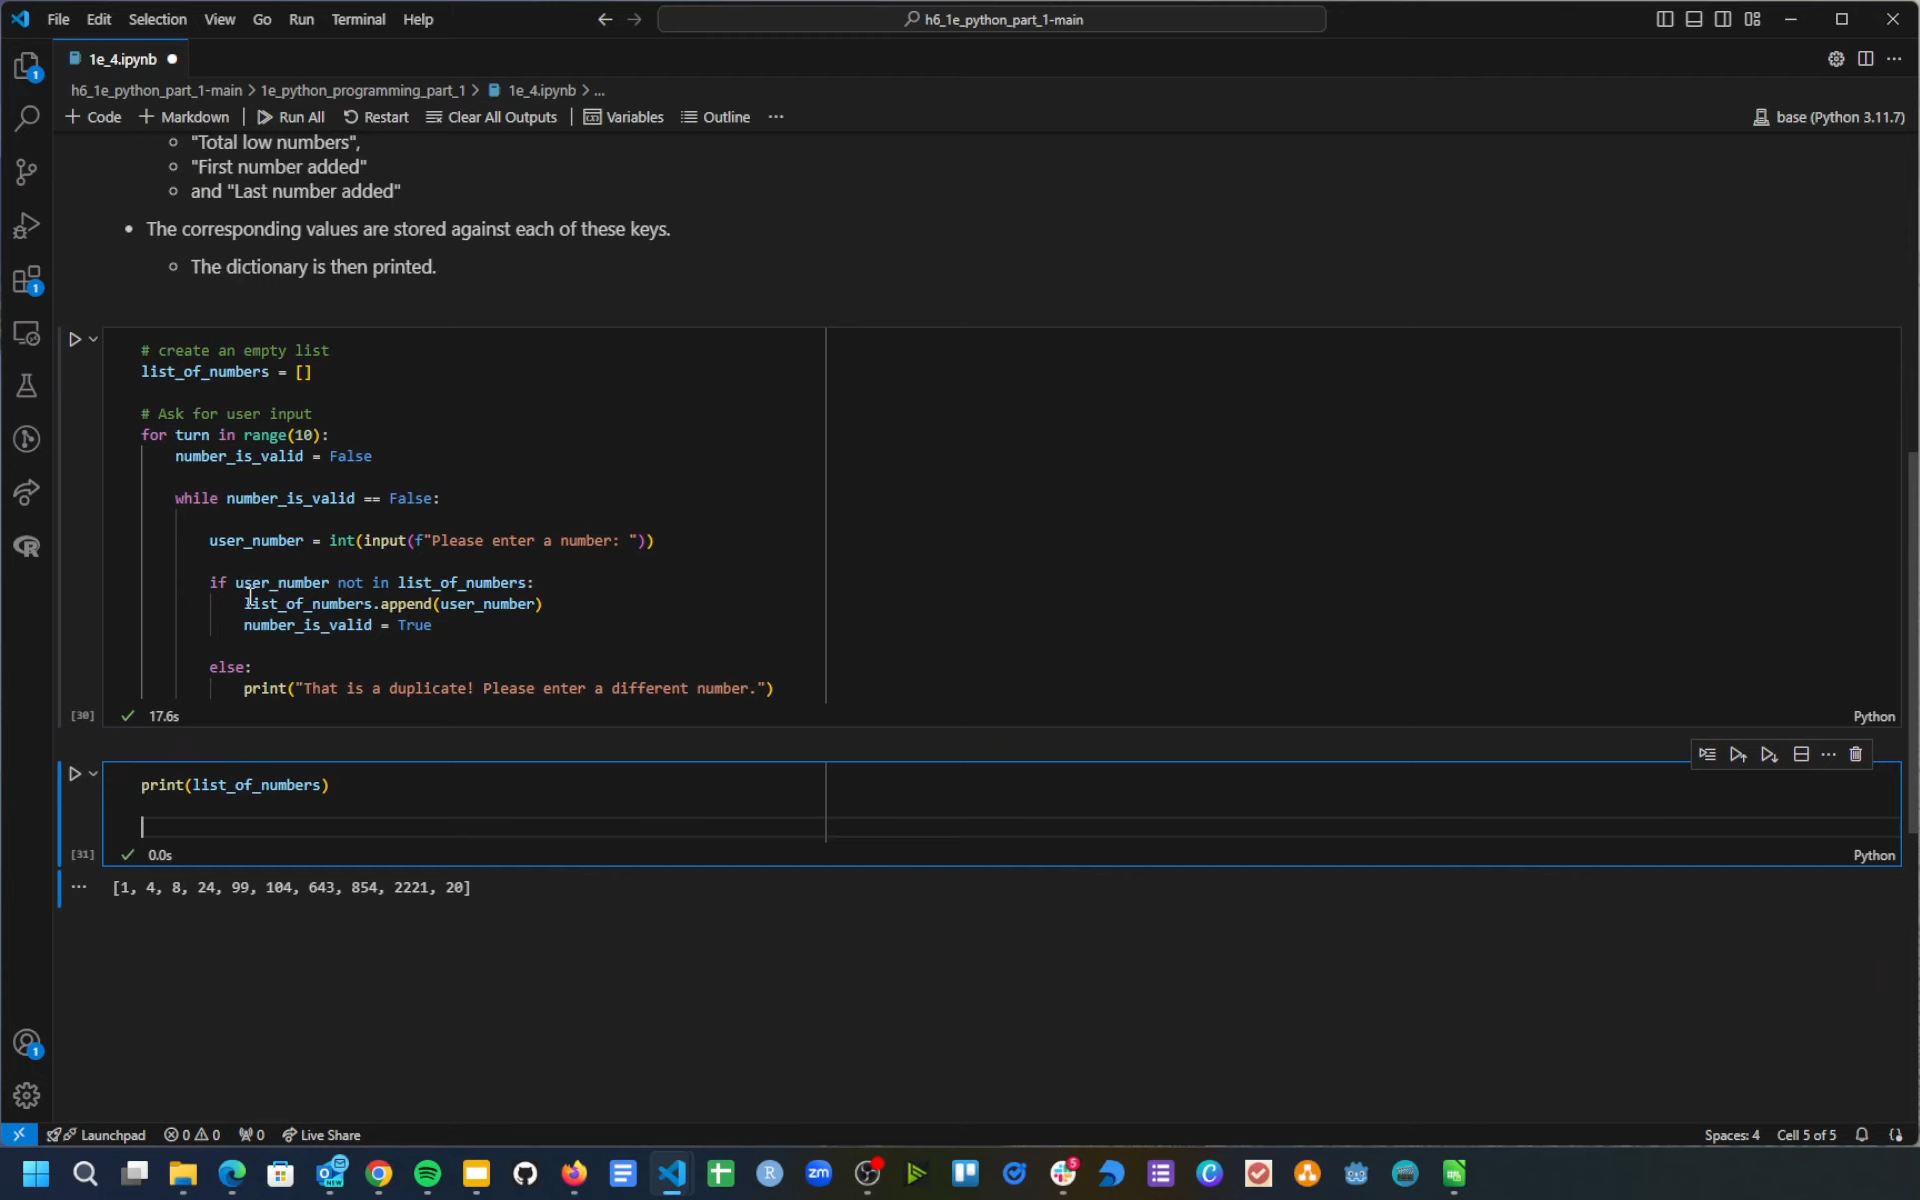 File Edit Selection View Go Run Terminal Help
h6_1e_python_part_1-main
1e_4.ipynb
h6_1e_python_part_1-main > 1e_python_programming_part_1 > 1e_4.ipynb > ...
+ Code + Markdown | Run All Restart Clear All Outputs | Variables Outline ...
base (Python 3.11.7)
"Total low numbers",
"First number added"
and "Last number added"
The corresponding values are stored against each of these keys.
The dictionary is then printed.
# create an empty list
list_of_numbers = []
# Ask for user input
for turn in range(10):
number_is_valid = False
while number_is_valid == False:
user_number = int(input(f"Please enter a number: "))
if user_number not in list_of_numbers:
list_of_numbers.append(user_number)
number_is_valid = True
else:
print("That is a duplicate! Please enter a different number.")
[30] 17.6s Python
print(list_of_numbers)
[31] 0.0s Python
[1, 4, 8, 24, 99, 104, 643, 854, 2221, 20]
Launchpad 0 0 0 Live Share
Spaces: 4 Cell 5 of 5